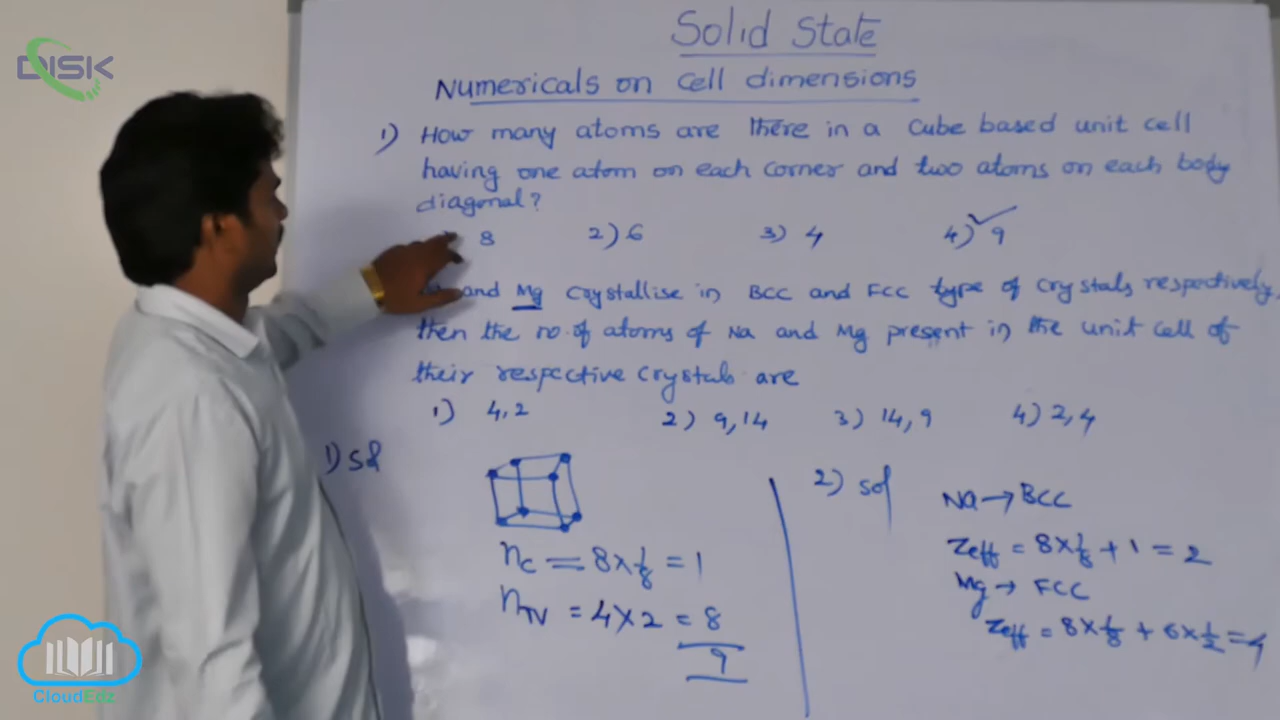 DISK
Solid State
Numericals on cell dimensions
1) How many atoms are there in a cube based unit cell
having one atom on each corner and two atoms on each body
diagonal?
8 2) 6 3) 4 4) 9
and Mg crystallise in BCC and FCC type of crystals respectively,
then the no. of atoms of Na and Mg present in the unit cell of
their respective crystals are
1) 4,2 2) 9,14 3) 14,9 4) 2,4
1) Sol
nc = 8 × 1/8 = 1
nTV = 4 × 2 = 8
9
2) sol
Na → BCC
Zeff = 8 × 1/8 + 1 = 2
Mg → FCC
Zeff = 8 × 1/8 + 6 × 1/2 = 4
CloudEdz